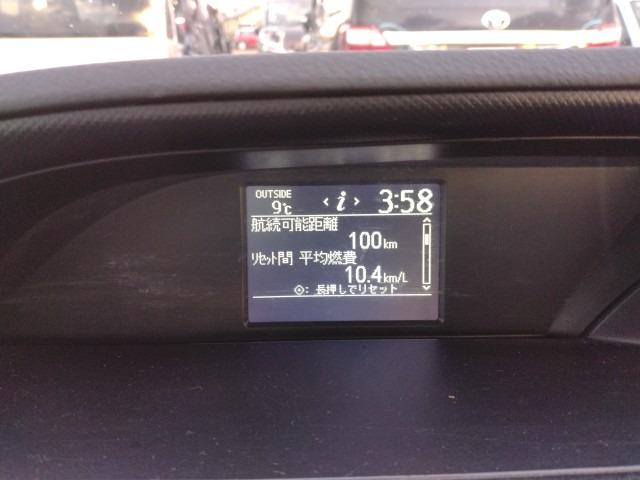 OUTSIDE
9℃ ‹ i › 3:58
航続可能距離
100km
ﾘｾｯﾄ間 平均燃費
10.4km/L
⊙: 長押しでリセット